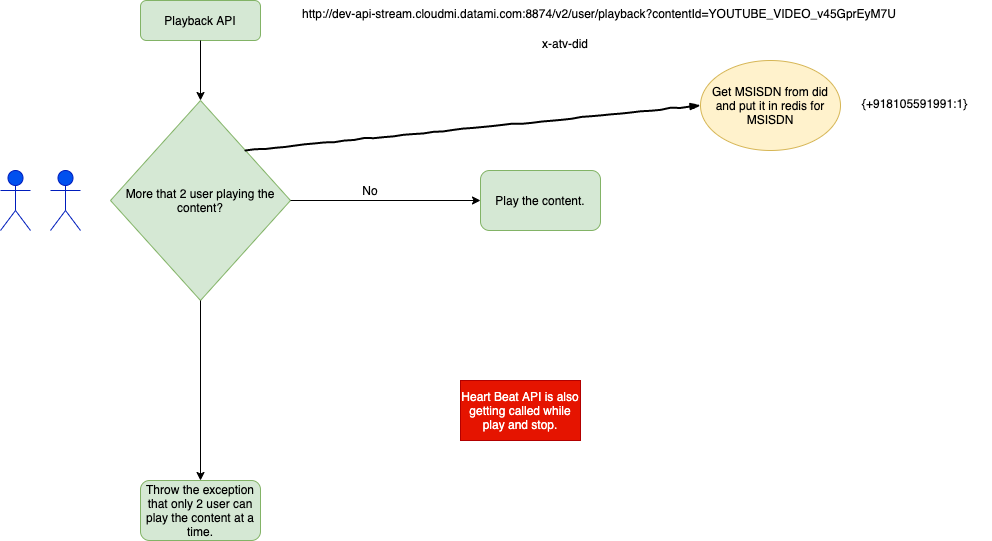 Playback API
http://dev-api-stream.cloudmi.datami.com:8874/v2/user/playback?contentId=YOUTUBE_VIDEO_v45GprEyM7U
x-atv-did
Get MSISDN from did
and put it in redis for
MSISDN
{+918105591991:1}
More that 2 user playing the
content?
No
Play the content.
Heart Beat API is also
getting called while
play and stop.
Throw the exception
that only 2 user can
play the content at a
time.